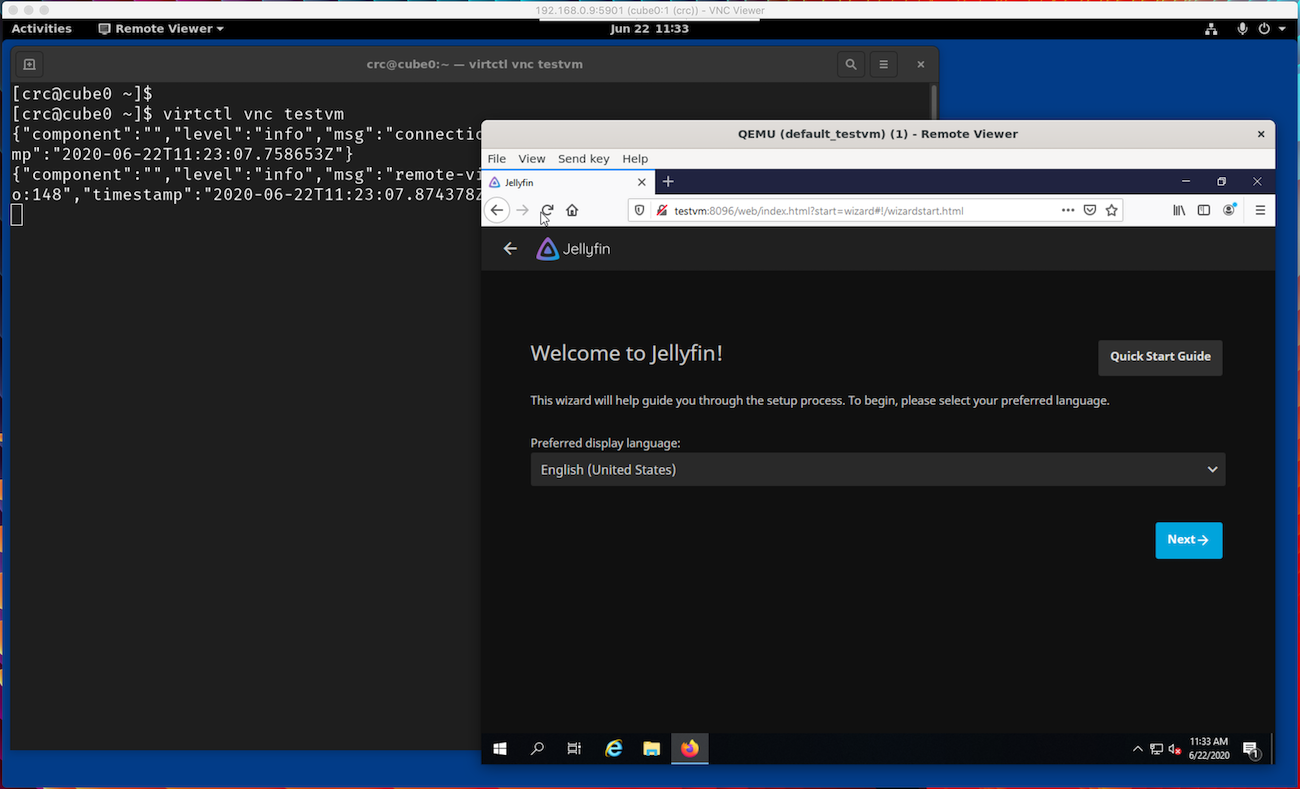 192.168.0.9:5901 (cube0:1 (crc)) - VNC Viewer
Activities Remote Viewer Jun 22 11:33
crc@cube0:~ — virtctl vnc testvm
[crc@cube0 ~]$
[crc@cube0 ~]$ virtctl vnc testvm
{"component":"","level":"info","msg":"connectio
mp":"2020-06-22T11:23:07.758653Z"}
{"component":"","level":"info","msg":"remote-vi
o:148","timestamp":"2020-06-22T11:23:07.874378Z
QEMU (default_testvm) (1) - Remote Viewer
File View Send key Help
Jellyfin
testvm:8096/web/index.html?start=wizard#!/wizardstart.html
Jellyfin
Welcome to Jellyfin!
Quick Start Guide
This wizard will help guide you through the setup process. To begin, please select your preferred language.
Preferred display language:
English (United States)
Next
11:33 AM
6/22/2020
1